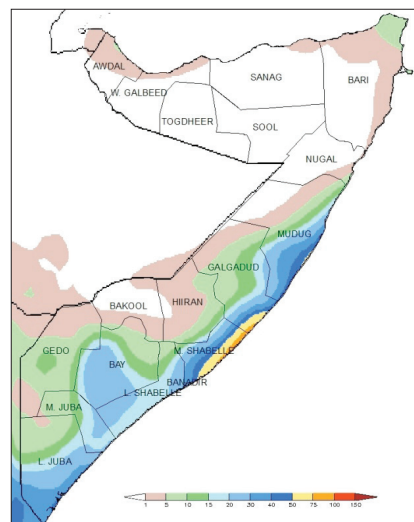 AWDAL
SANAG
BARI
W. GALBEED
TOGDHEER
SOOL
NUGAL
MUDUG
GALGADUD
BAKOOL
HIIRAN
GEDO
M. SHABELLE
BAY
BANADIR
L. SHABELLE
M. JUBA
L. JUBA
1 5 10 15 20 30 40 50 75 100 150